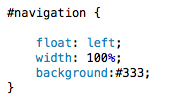 #navigation {
float: left;
width: 100%;
background:#333;
}